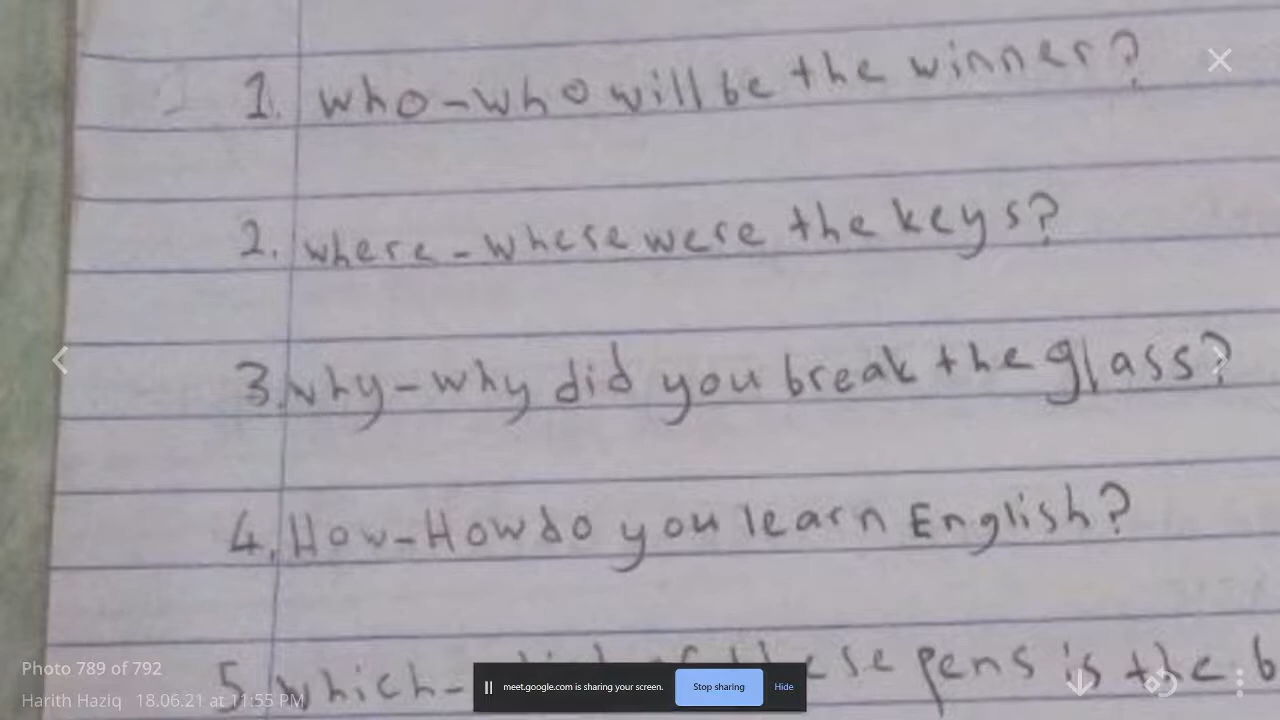 1. who-who will be the winner?
2. where-where were the keys?
3. why-why did you break the glass?
4. How-How do you learn English?
5. which- these pens is the
meet.google.com is sharing your screen.
Stop sharing
Hide
Photo 789 of 792
Harith Haziq 18.06.21 at 11:55 PM